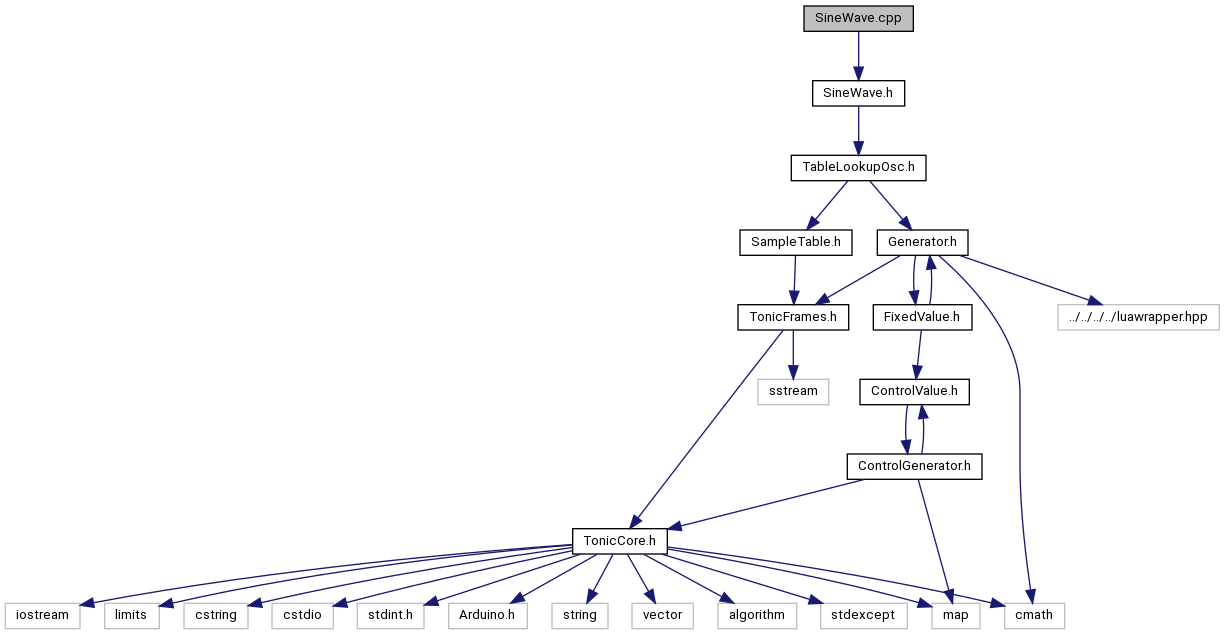 SineWave.cpp
SineWave.h
TableLookupOsc.h
SampleTable.h
Generator.h
TonicFrames.h
FixedValue.h
../../../../luawrapper.hpp
sstream
ControlValue.h
ControlGenerator.h
TonicCore.h
iostream
limits
cstring
cstdio
stdint.h
Arduino.h
string
vector
algorithm
stdexcept
map
cmath